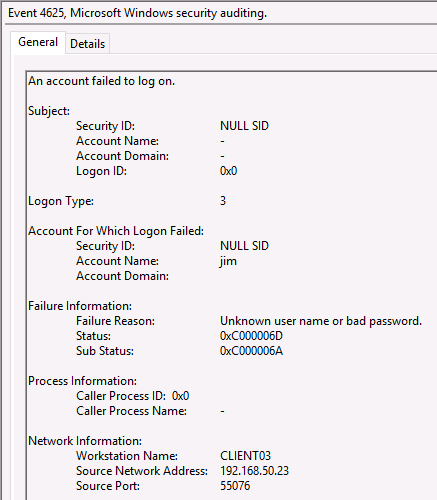 Event 4625, Microsoft Windows security auditing.
General Details
An account failed to log on.
Subject:
Security ID: NULL SID
Account Name: -
Account Domain: -
Logon ID: 0x0
Logon Type: 3
Account For Which Logon Failed:
Security ID: NULL SID
Account Name: jim
Account Domain:
Failure Information:
Failure Reason: Unknown user name or bad password.
Status: 0xC000006D
Sub Status: 0xC000006A
Process Information:
Caller Process ID: 0x0
Caller Process Name: -
Network Information:
Workstation Name: CLIENT03
Source Network Address: 192.168.50.23
Source Port: 55076